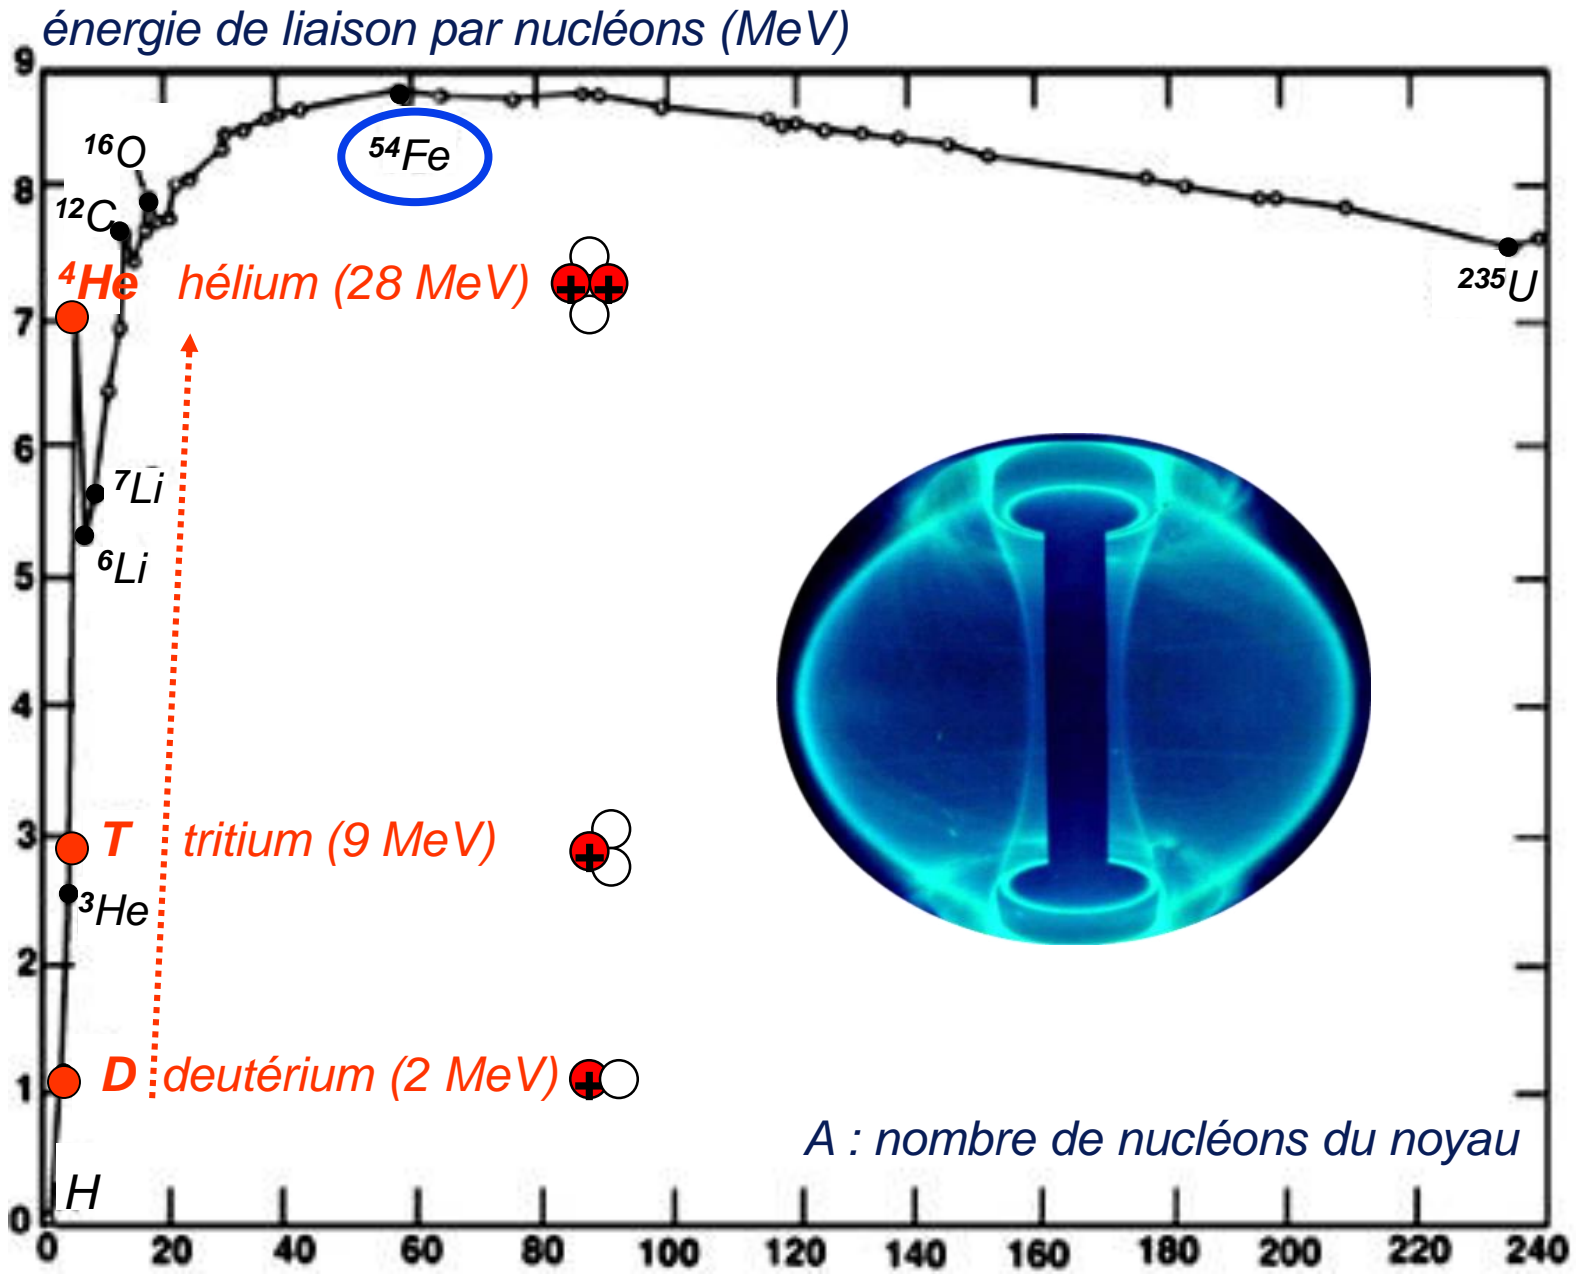 énergie de liaison par nucléons (MeV)
9
¹⁶O
⁵⁴Fe
8
¹²C
⁴He hélium (28 MeV)
++
²³⁵U
7
6
⁷Li
⁶Li
5
4
3
T tritium (9 MeV)
+
³He
2
D deutérium (2 MeV)
+
1
A : nombre de nucléons du noyau
H
0
0 20 40 60 80 100 120 140 160 180 200 220 240